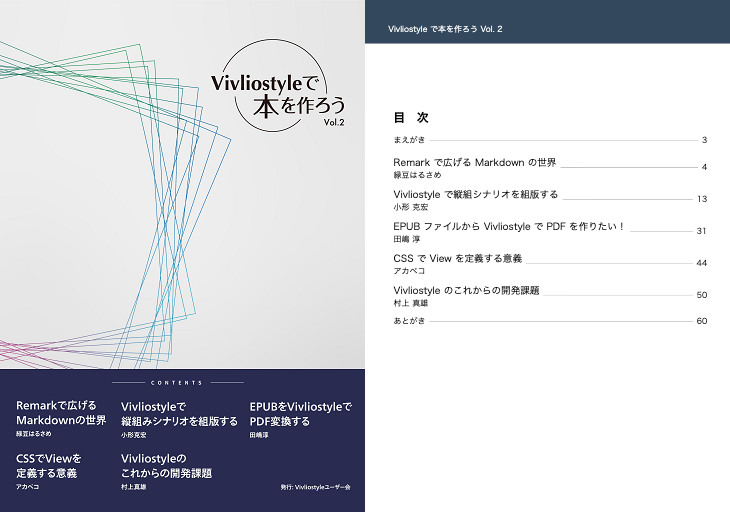 Vivliostyleで
本を作ろう
Vol.2
CONTENTS
Remarkで広げる
Markdownの世界
緑豆はるさめ
Vivliostyleで
縦組みシナリオを組版する
小形克宏
EPUBをVivliostyleで
PDF変換する
田嶋淳
CSSでViewを
定義する意義
アカベコ
Vivliostyleの
これからの開発課題
村上真雄
発行: Vivliostyleユーザー会
Vivliostyle で本を作ろう Vol. 2
目 次
まえがき 3
Remark で広げる Markdown の世界 4
緑豆はるさめ
Vivliostyle で縦組シナリオを組版する 13
小形 克宏
EPUB ファイルから Vivliostyle で PDF を作りたい！ 31
田嶋 淳
CSS で View を定義する意義 44
アカベコ
Vivliostyle のこれからの開発課題 50
村上 真雄
あとがき 60